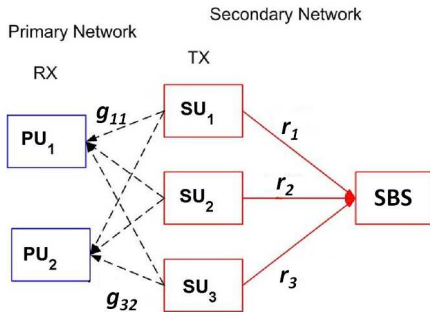 Secondary Network
Primary Network
RX
TX
g11
SU1
r1
PU1
SU2
r2
SBS
PU2
SU3
r3
g32